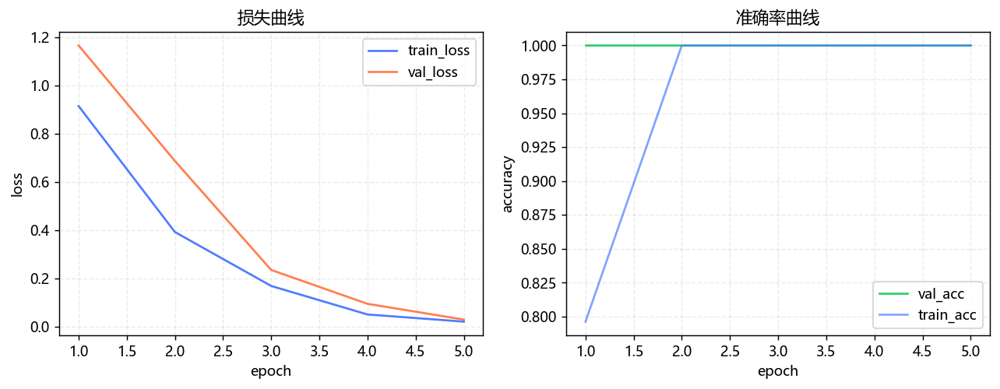 损失曲线
1.2
1.0
0.8
0.6
0.4
0.2
0.0
loss
train_loss
val_loss
1.0 1.5 2.0 2.5 3.0 3.5 4.0 4.5 5.0
epoch
准确率曲线
1.000
0.975
0.950
0.925
0.900
0.875
0.850
0.825
0.800
accuracy
val_acc
train_acc
1.0 1.5 2.0 2.5 3.0 3.5 4.0 4.5 5.0
epoch